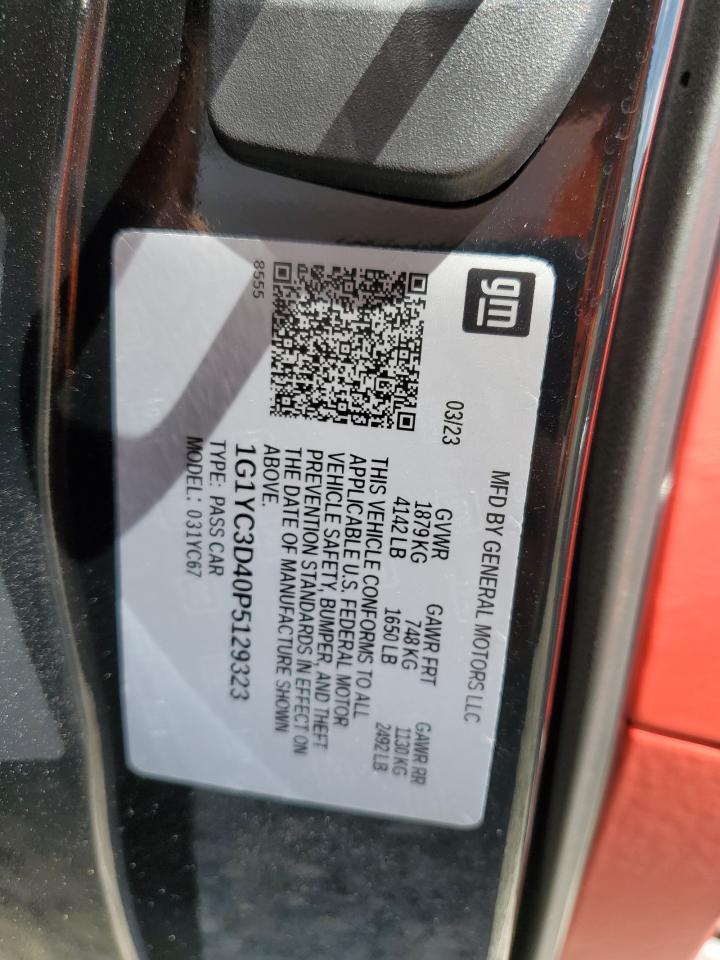 gm
MFD BY GENERAL MOTORS LLC
03/23
GVWR GAWR FRT GAWR RR
1879 KG 748 KG 1130 KG
4142 LB 1650 LB 2492 LB
THIS VEHICLE CONFORMS TO ALL
APPLICABLE U.S. FEDERAL MOTOR
VEHICLE SAFETY, BUMPER, AND THEFT
PREVENTION STANDARDS IN EFFECT ON
THE DATE OF MANUFACTURE SHOWN
ABOVE.
8555
1G1YC3D40P5129323
TYPE: PASS CAR
MODEL: 031YC67